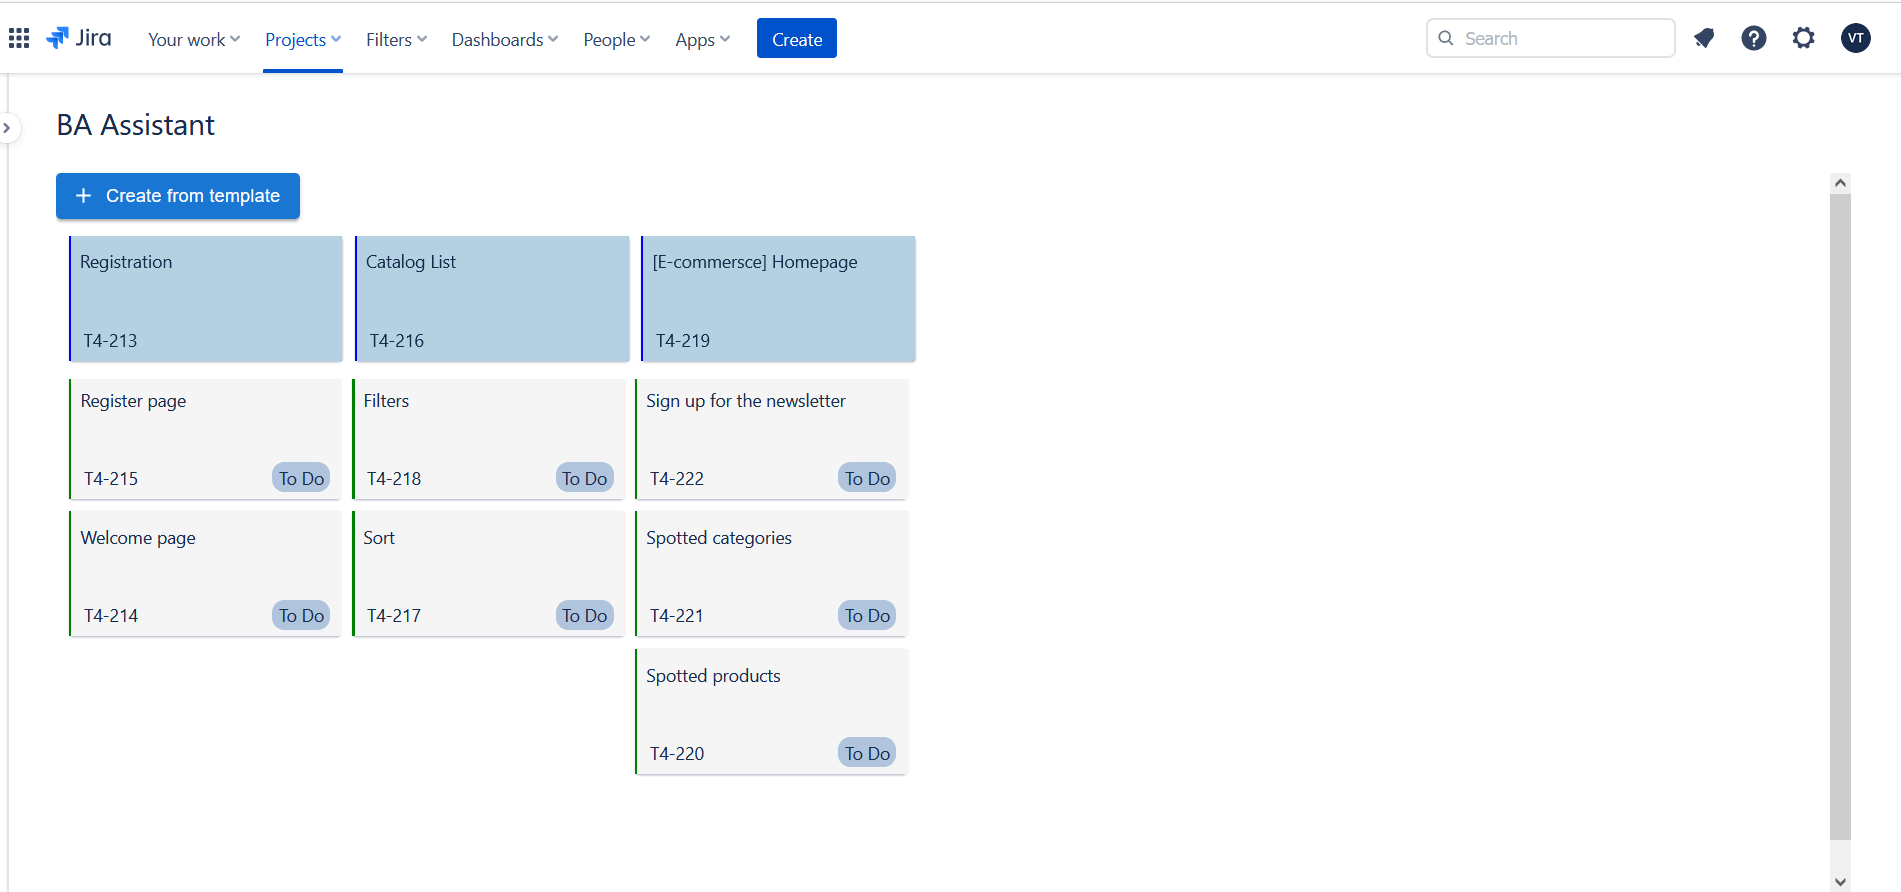 Jira Your work Projects Filters Dashboards People Apps Create Search VT
BA Assistant
Create from template
Registration Catalog List [E-commersce] Homepage
T4-213 T4-216 T4-219
Register page Filters Sign up for the newsletter
T4-215 To Do T4-218 To Do T4-222 To Do
Welcome page Sort Spotted categories
T4-214 To Do T4-217 To Do T4-221 To Do
Spotted products
T4-220 To Do